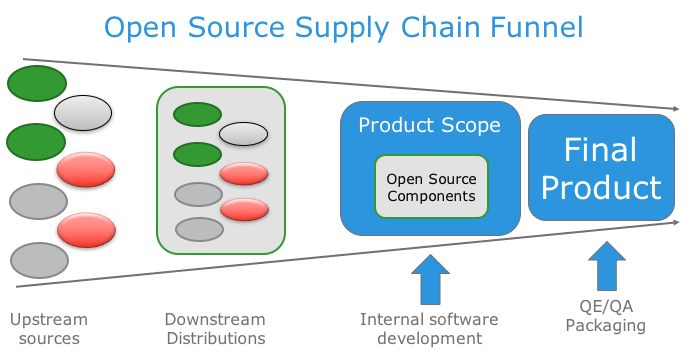 Open Source Supply Chain Funnel
Product Scope
Open Source
Components
Final
Product
Upstream
sources
Downstream
Distributions
Internal software
development
QE/QA
Packaging